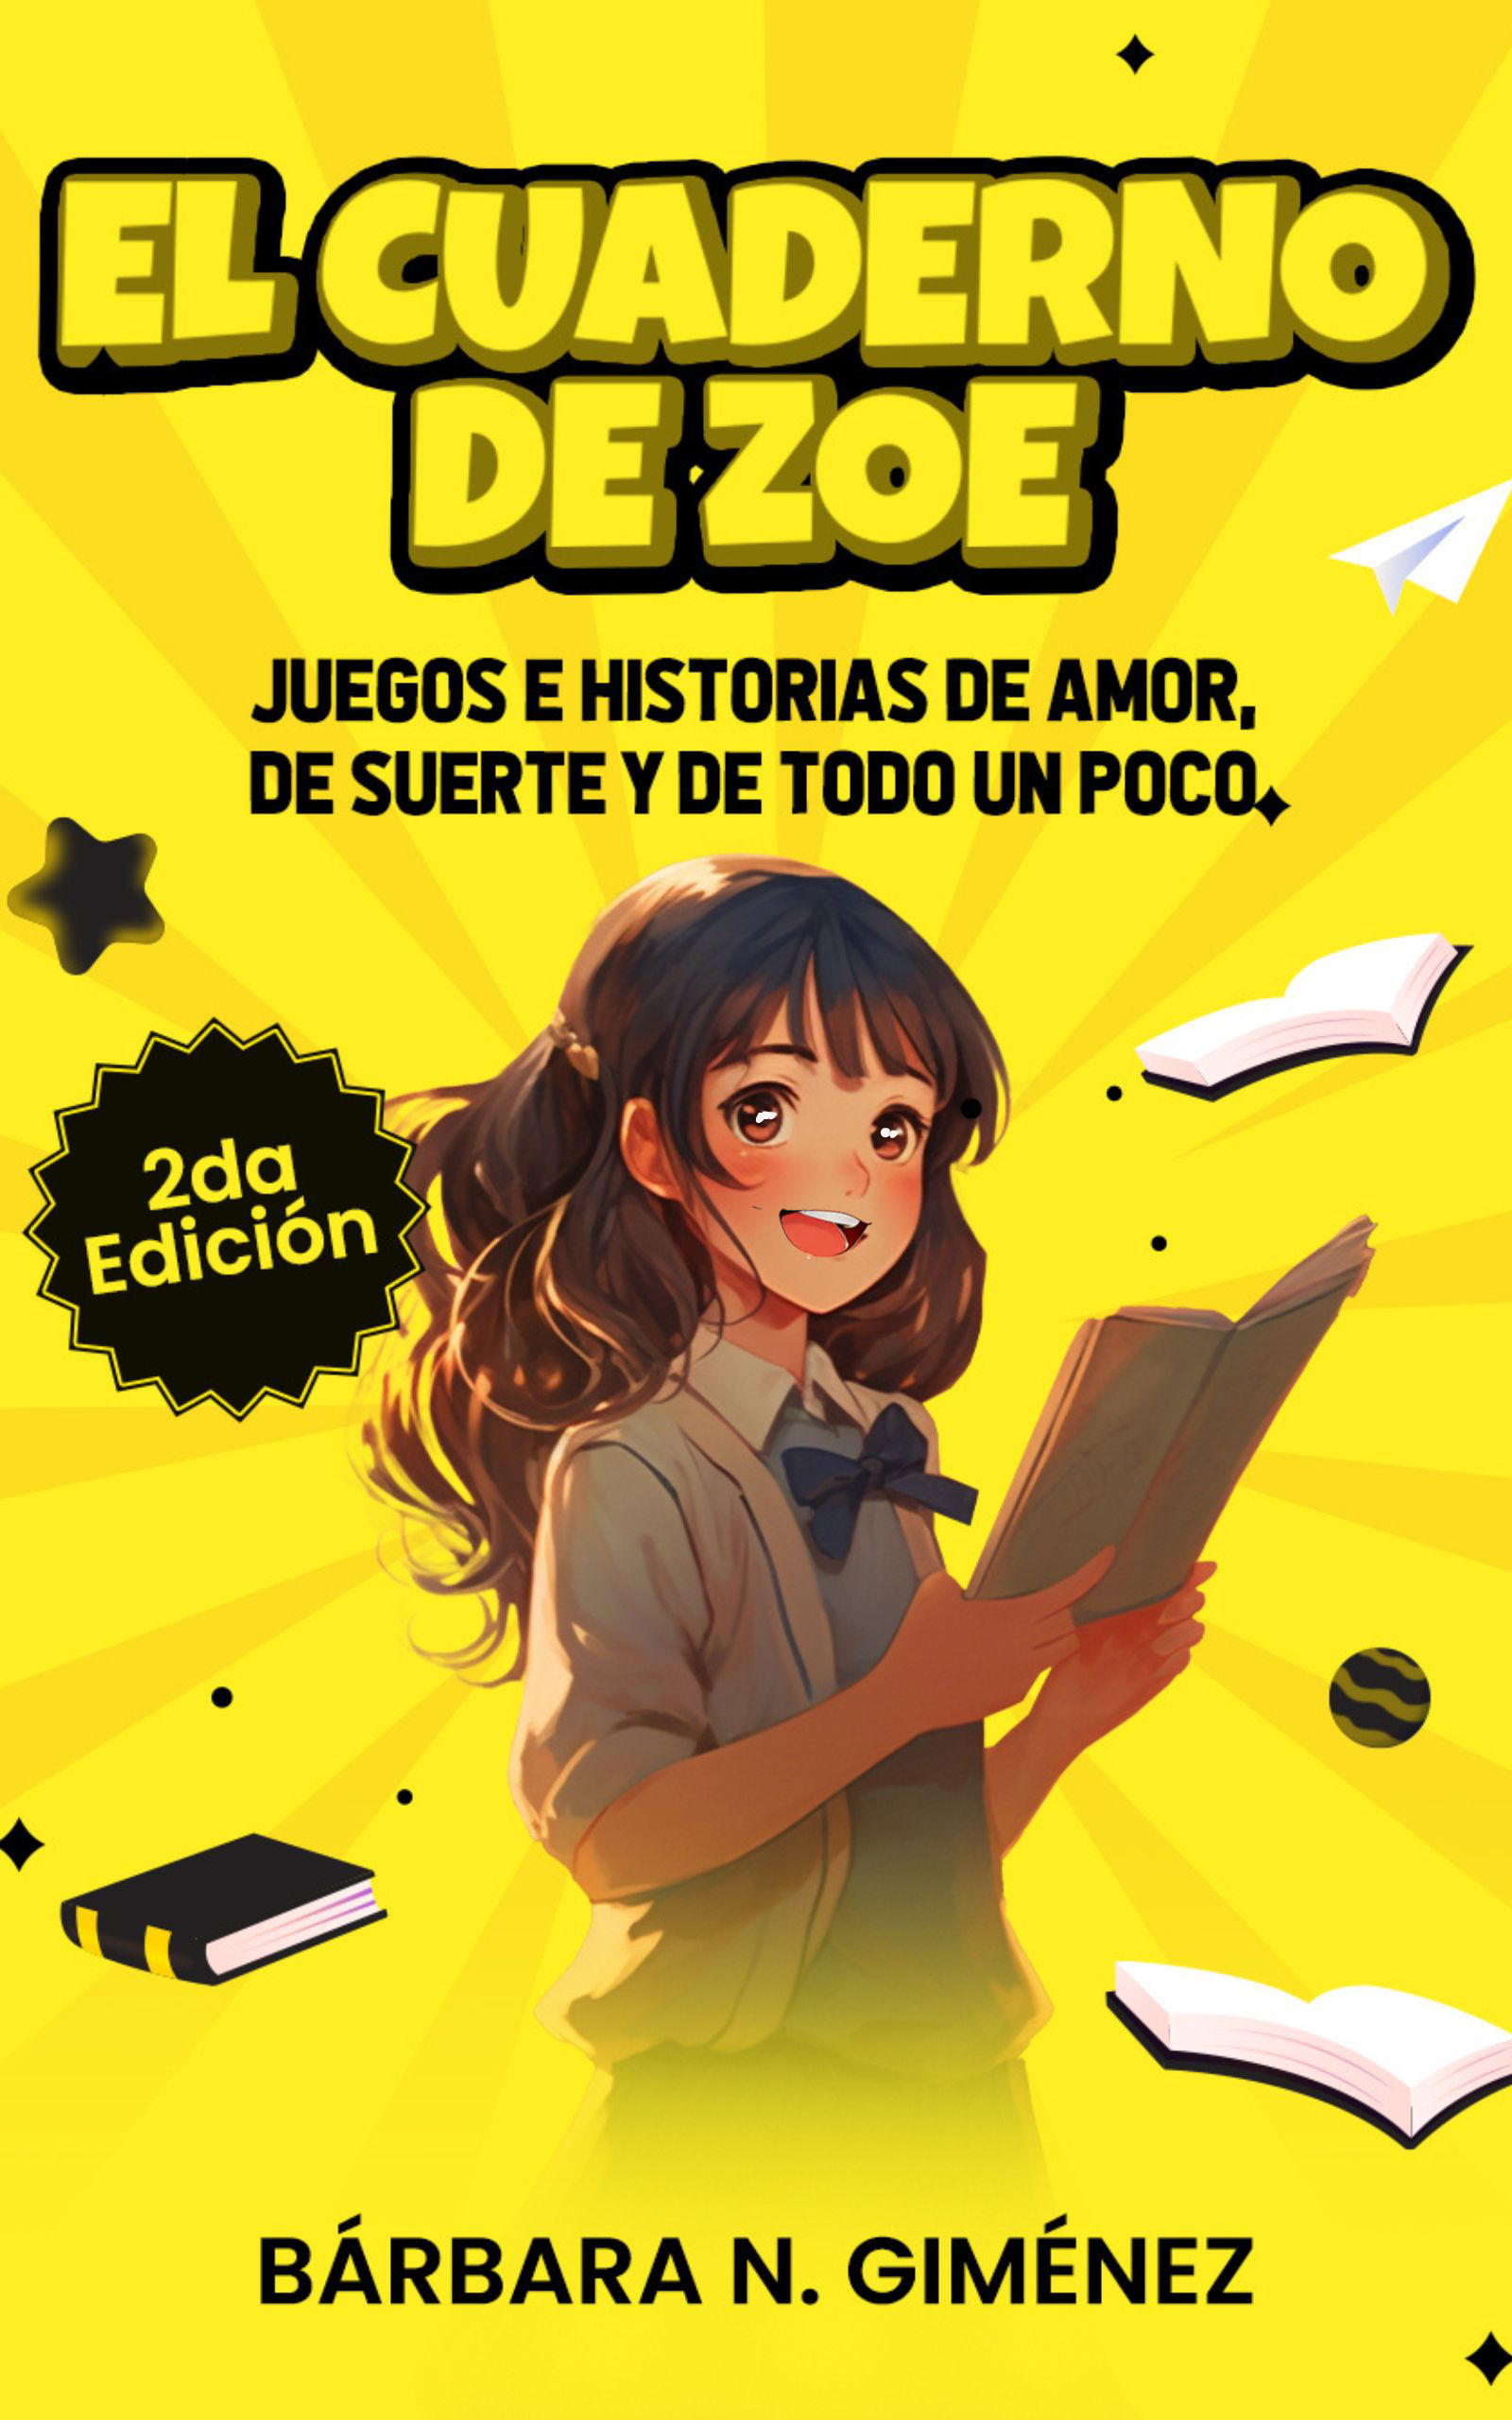 EL CUADERNO
DE ZOE
JUEGOS E HISTORIAS DE AMOR,
DE SUERTE Y DE TODO UN POCO
2da
Edición
BÁRBARA N. GIMÉNEZ